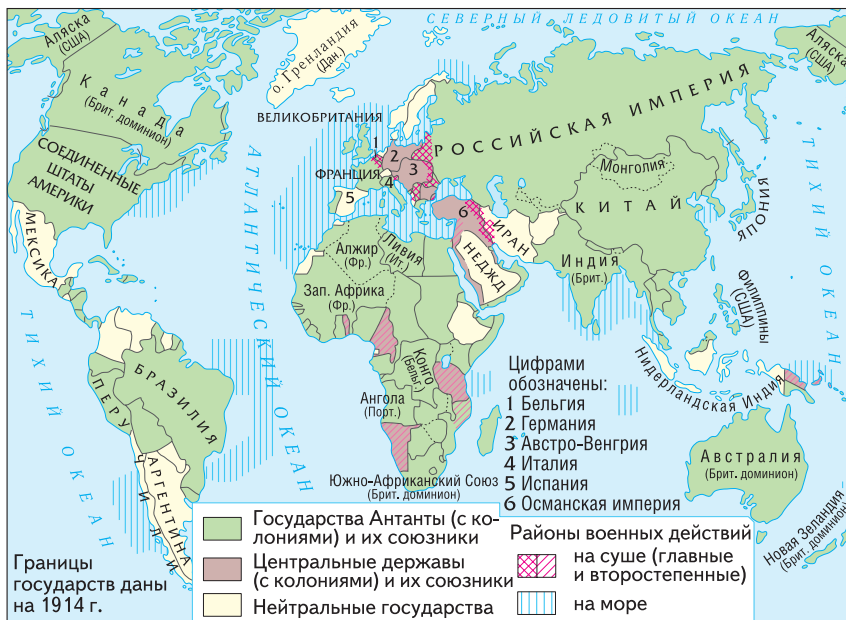 СЕВЕРНЫЙ ЛЕДОВИТЫЙ ОКЕАН
Аляска
(США)
о. Гренландия
(Дан.)
Аляска
(США)
Канада
(Брит. доминион)
ВЕЛИКОБРИТАНИЯ
РОССИЙСКАЯ ИМПЕРИЯ
1
2
3
СОЕДИНЕННЫЕ
ШТАТЫ
АМЕРИКИ
ФРАНЦИЯ
4
5
6
Монголия
КИТАЙ
ЯПОНИЯ
ТИХИЙ ОКЕАН
АТЛАНТИЧЕСКИЙ ОКЕАН
МЕКСИКА
Алжир
(Фр.)
Ливия
(Ит.)
ИРАН
НЕДЖД
Индия
(Брит.)
Зап. Африка
(Фр.)
Филиппины
(США)
ТИХИЙ ОКЕАН
БРАЗИЛИЯ
ПЕРУ
Конго
(Бельг.)
Ангола
(Порт.)
Нидерландская Индия
ЧИЛИ
АРГЕНТИНА
Южно-Африканский Союз
(Брит. доминион)
Австралия
(Брит. доминион)
Новая Зеландия
(Брит. доминион)
Цифрами
обозначены:
1 Бельгия
2 Германия
3 Австро-Венгрия
4 Италия
5 Испания
6 Османская империя
Границы
государств даны
на 1914 г.
Государства Антанты (с ко-
лониями) и их союзники
Центральные державы
(с колониями) и их союзники
Нейтральные государства
Районы военных действий
на суше (главные
и второстепенные)
на море